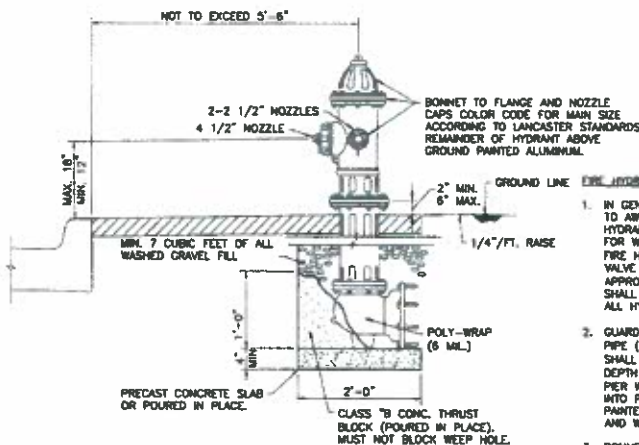 NOT TO EXCEED 5'-6"
2-2 1/2" NOZZLES
4 1/2" NOZZLE
BONNET TO FLANGE AND NOZZLE
CAPS COLOR CODE FOR MAIN SIZE
ACCORDING TO LANCASTER STANDARDS
REMAINDER OF HYDRANT ABOVE
GROUND PAINTED ALUMINUM.
MAX. 18"
MIN. 12"
2" MIN.
6" MAX.
GROUND LINE
1/4"/FT. RAISE
MIN. 7 CUBIC FEET OF ALL
WASHED GRAVEL FILL
1'-0"
4"
MIN.
POLY-WRAP
(6 MIL.)
2'-0"
PRECAST CONCRETE SLAB
OR POURED IN PLACE.
CLASS "B CONC. THRUST
BLOCK (POURED IN PLACE).
MUST NOT BLOCK WEEP HOLE.
FIRE
1. IN GEN
TO
HYDRA
FOR W
FIRE H
VALVE
APPRO
SHALL
ALL HY
2. GUARD
PIPE (
SHALL
DEPTH
PIER W
INTO P
PAINTE
AND W